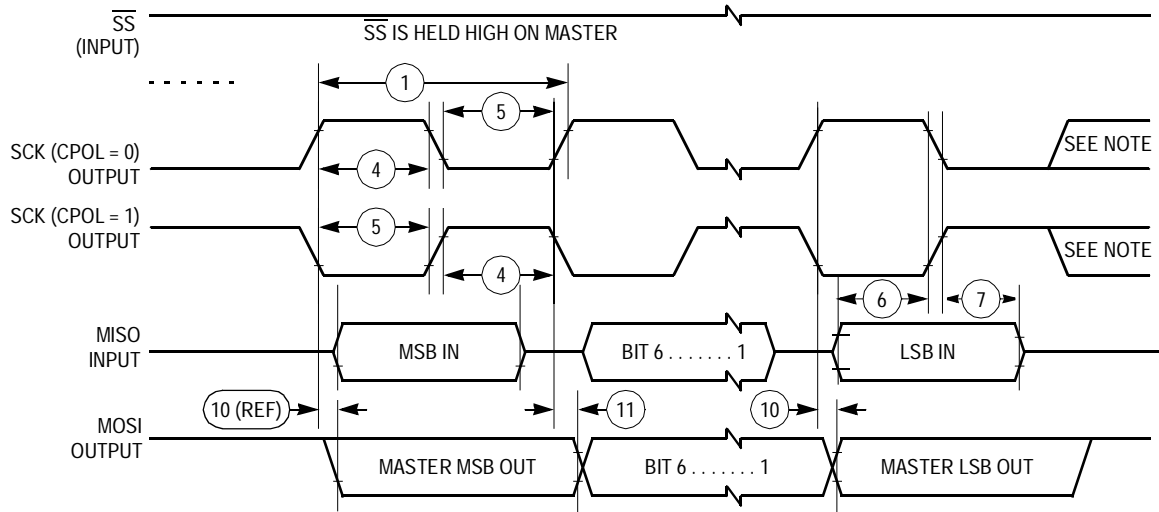 SS
(INPUT)
SS IS HELD HIGH ON MASTER
1
5
SCK (CPOL = 0)
OUTPUT
SEE NOTE
4
SCK (CPOL = 1)
OUTPUT
5
SEE NOTE
4
6
7
MISO
INPUT
MSB IN
BIT 6 . . . . . . . 1
LSB IN
10 (REF)
11
10
MOSI
OUTPUT
MASTER MSB OUT
BIT 6 . . . . . . . 1
MASTER LSB OUT